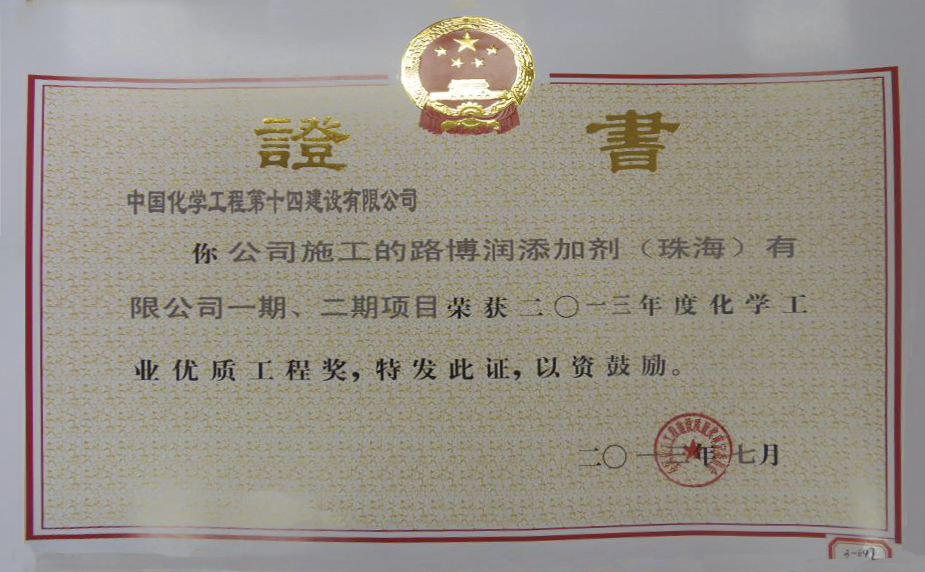 證 書
中国化学工程第十四建设有限公司
你公司施工的路博润添加剂（珠海）有
限公司一期、二期项目荣获二〇一三年度化学工
业优质工程奖，特发此证，以资鼓励。
二〇一三年七月